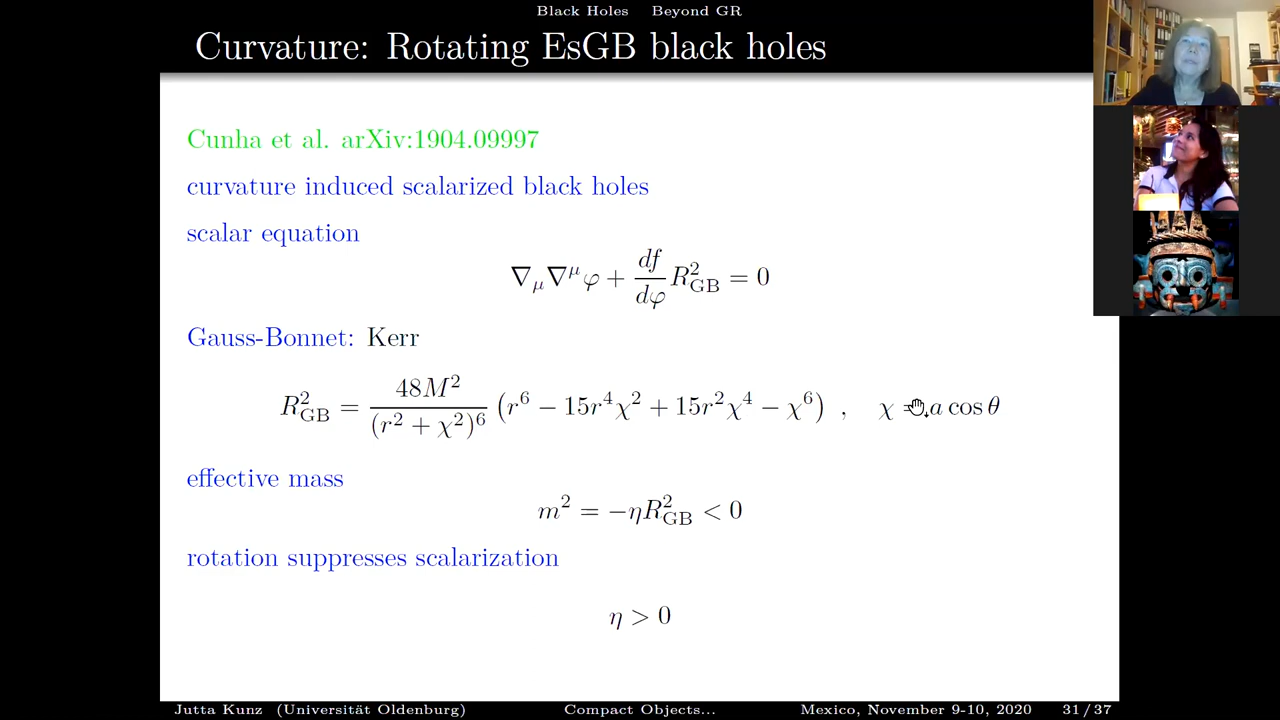 Black Holes Beyond GR
Curvature: Rotating EsGB black holes
Cunha et al. arXiv:1904.09997
curvature induced scalarized black holes
scalar equation
∇_μ∇^μ φ + df/dφ R²_GB = 0
Gauss-Bonnet: Kerr
R²_GB = 48M²/(r² + χ²)⁶ (r⁶ − 15r⁴χ² + 15r²χ⁴ − χ⁶) , χ = a cos θ
effective mass
m² = −ηR²_GB < 0
rotation suppresses scalarization
η > 0
Jutta Kunz (Universität Oldenburg) Compact Objects... Mexico, November 9-10, 2020 31 / 37